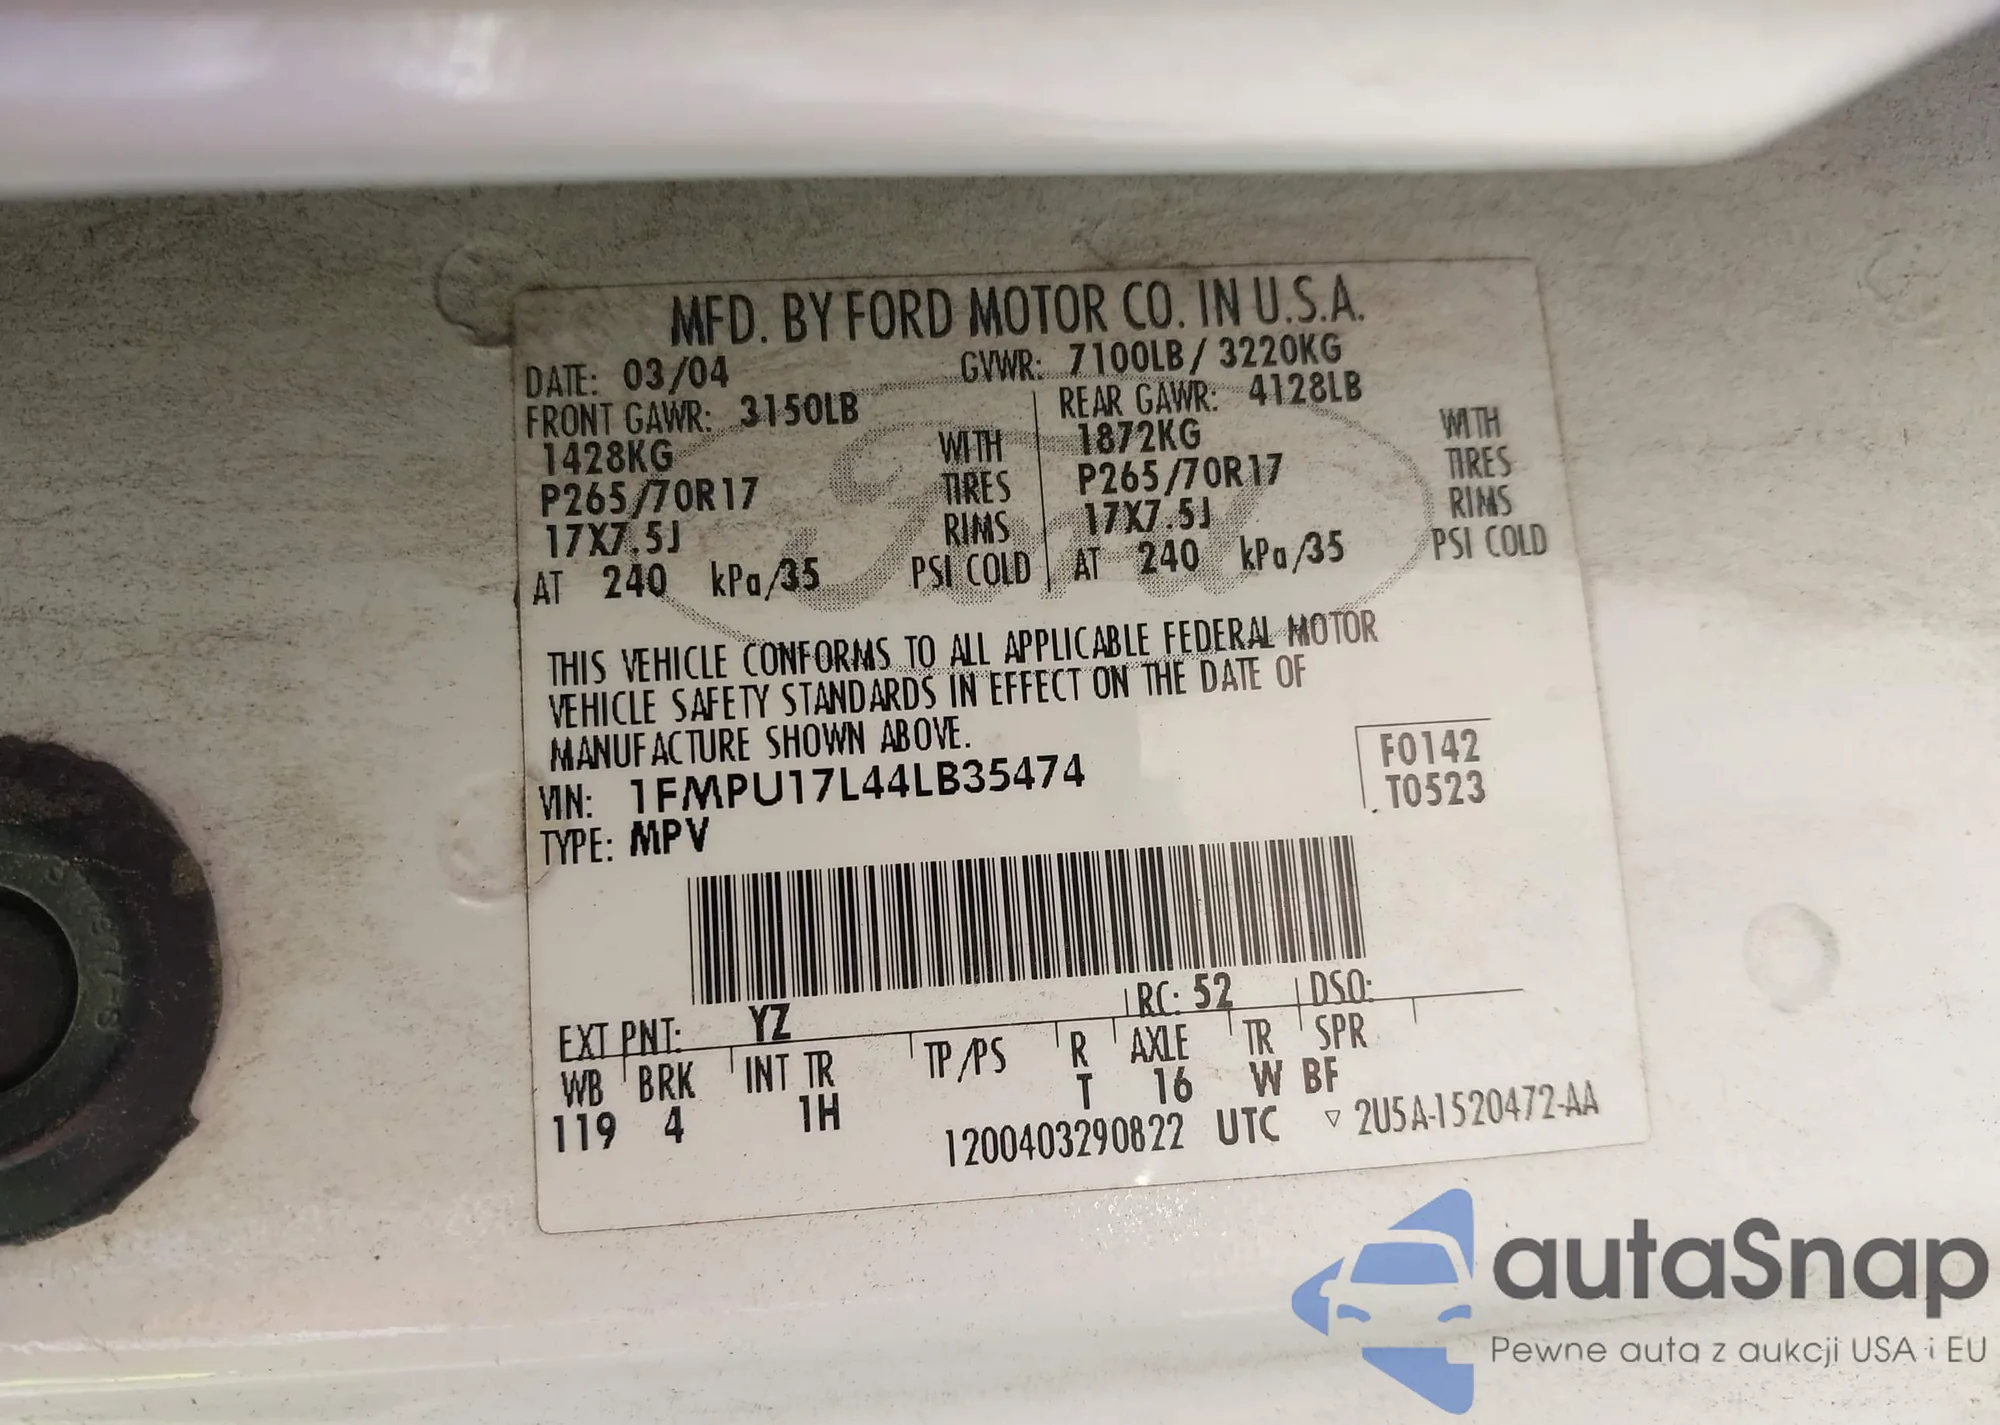 MFD. BY FORD MOTOR CO. IN U.S.A.
DATE: 03/04 GVWR: 7100LB / 3220KG
FRONT GAWR: 3150LB REAR GAWR: 4128LB
1428KG WITH 1872KG WITH
P265/70R17 TIRES P265/70R17 TIRES
17X7.5J RIMS 17X7.5J RIMS
AT 240 kPa/35 PSI COLD AT 240 kPa/35 PSI COLD
THIS VEHICLE CONFORMS TO ALL APPLICABLE FEDERAL MOTOR
VEHICLE SAFETY STANDARDS IN EFFECT ON THE DATE OF
MANUFACTURE SHOWN ABOVE.
VIN: 1FMPU17L44LB35474 F0142
TYPE: MPV T0523
EXT PNT: YZ RC: 52 DSO:
WB BRK INT TR TP/PS R AXLE TR SPR
119 4 1H T 16 W BF
1200403290822 UTC ▽ 2U5A-1520472-AA
autaSnap
Pewne auta z aukcji USA i EU